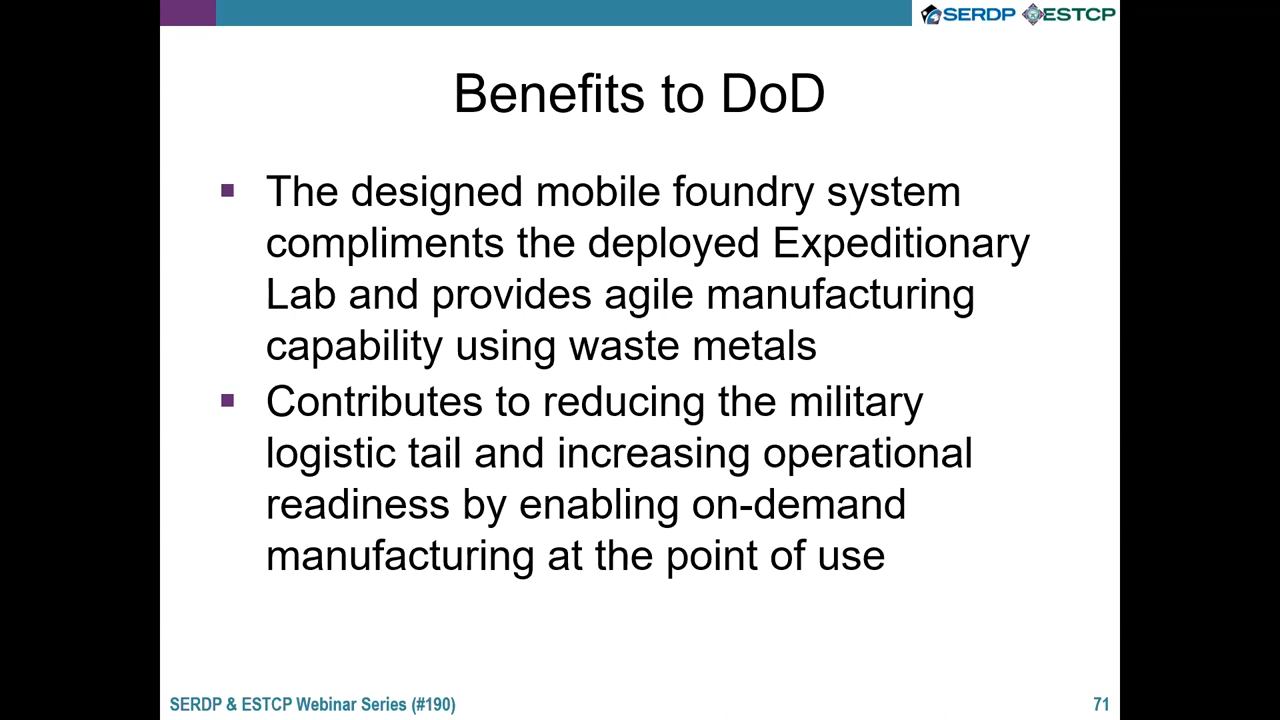 SERDP ESTCP
Benefits to DoD
▪ The designed mobile foundry system
compliments the deployed Expeditionary
Lab and provides agile manufacturing
capability using waste metals
▪ Contributes to reducing the military
logistic tail and increasing operational
readiness by enabling on-demand
manufacturing at the point of use
SERDP & ESTCP Webinar Series (#190) 71